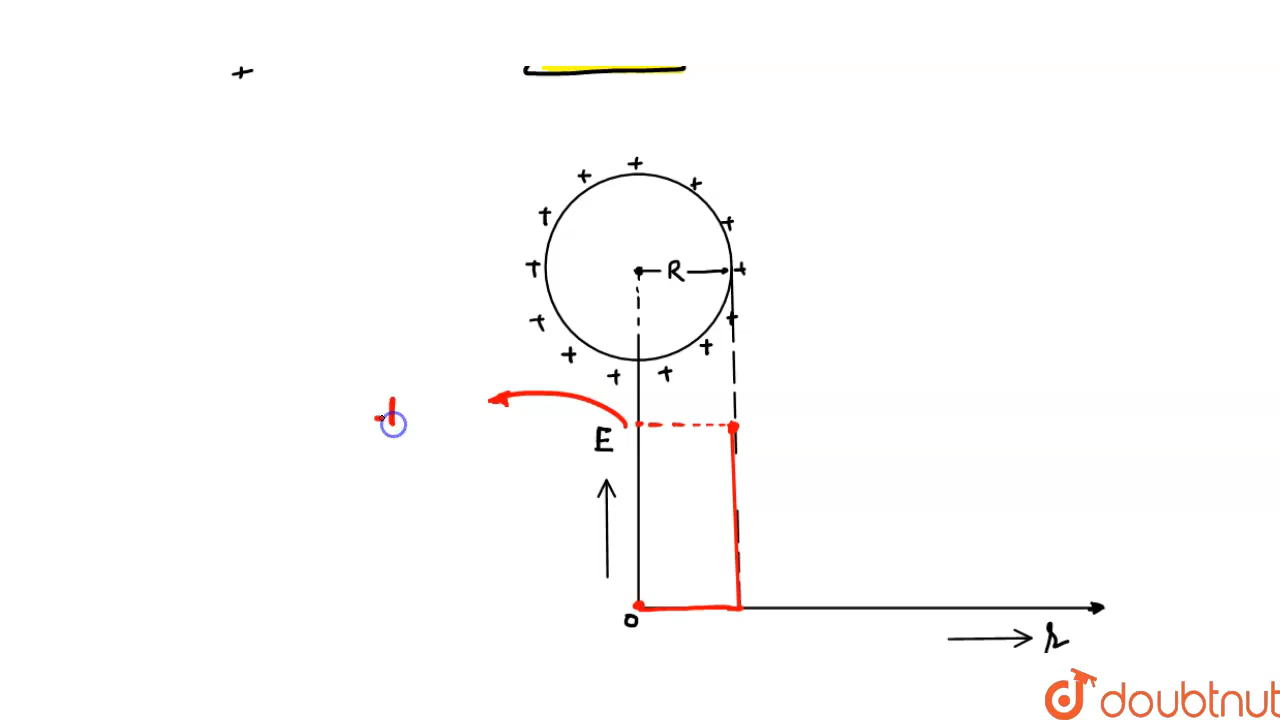 +
+
+ +
+ +
+ R +
+ +
+ +
+ +
E
O
r
doubtnut